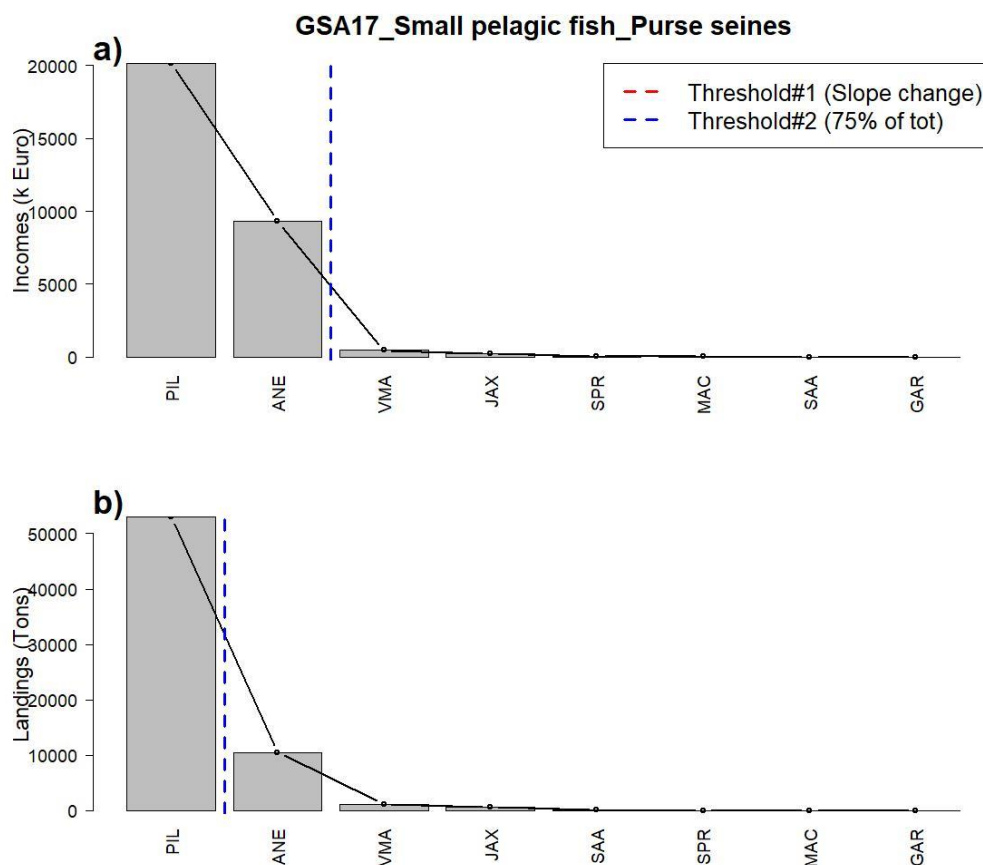 GSA17_Small pelagic fish_Purse seines
a)
Threshold#1 (Slope change)
Threshold#2 (75% of tot)
Incomes (k Euro)
20000
15000
10000
5000
0
PIL ANE VMA JAX SPR MAC SAA GAR
b)
Landings (Tons)
50000
40000
30000
20000
10000
0
PIL ANE VMA JAX SAA SPR MAC GAR